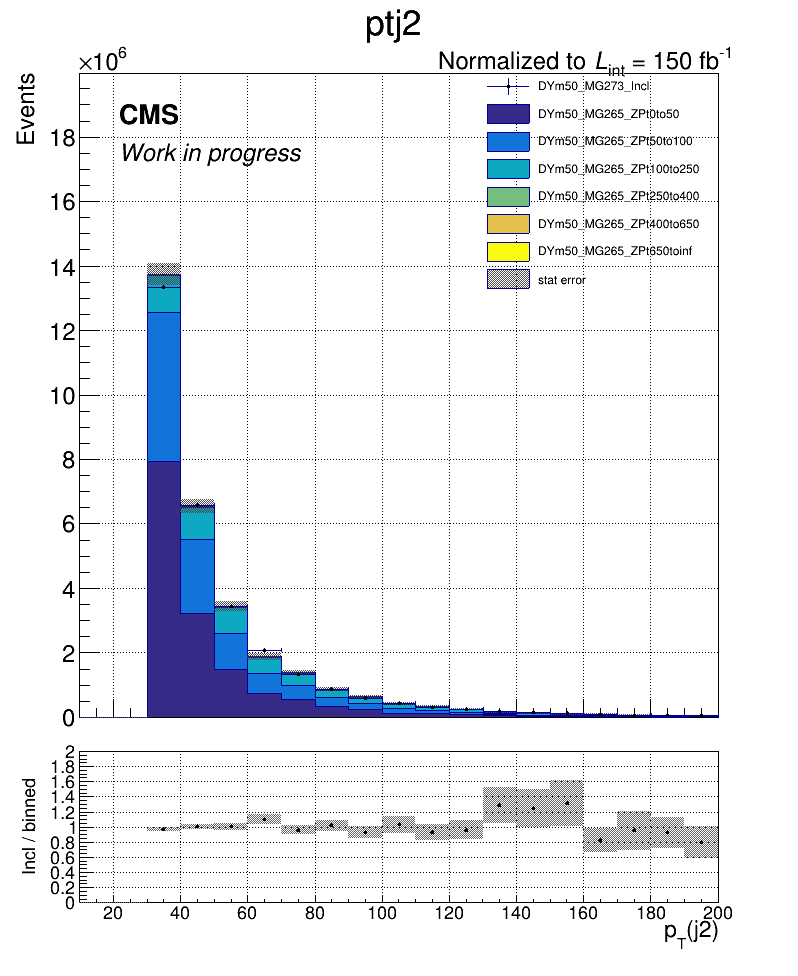 ptj2
×10⁶
Normalized to L_int = 150 fb⁻¹
Events
CMS
Work in progress
DYm50_MG273_Incl
DYm50_MG265_ZPt0to50
DYm50_MG265_ZPt50to100
DYm50_MG265_ZPt100to250
DYm50_MG265_ZPt250to400
DYm50_MG265_ZPt400to650
DYm50_MG265_ZPt650toinf
stat error
18
16
14
12
10
8
6
4
2
0
Incl / binned
2
1.8
1.6
1.4
1.2
1
0.8
0.6
0.4
0.2
0
20 40 60 80 100 120 140 160 180 200
p_T(j2)